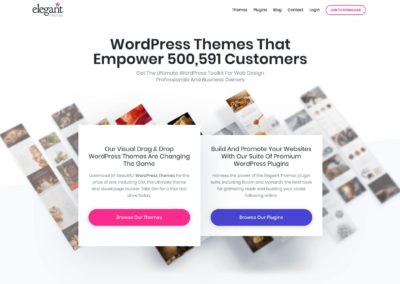 elegant
themes
Themes
Plugins
Blog
Contact
Login
JOIN TO DOWNLOAD
WordPress Themes That
Empower 500,591 Customers
Get The Ultimate WordPress Toolkit For Web Design
Professionals And Business Owners
Our Visual Drag & Drop
WordPress Themes Are Changing
The Game
Download 87 beautiful WordPress Themes for the
price of one, including Divi, the ultimate theme
and visual page builder. Take Divi for a free test
drive today.
Browse Our Themes
Build And Promote Your Websites
With Our Suite Of Premium
WordPress Plugins
Harness the power of the Elegant Themes plugin
suite, including Bloom and Monarch, the best tools
for gathering leads and building your social
following online.
Browse Our Plugins